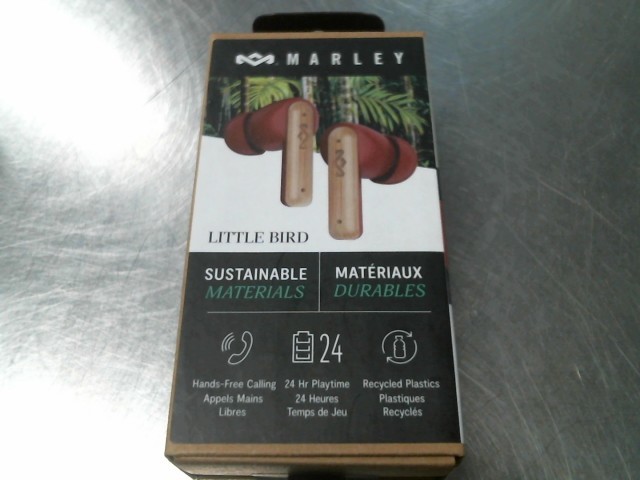 MARLEY
LITTLE BIRD
SUSTAINABLE
MATERIALS
MATÉRIAUX
DURABLES
Hands-Free Calling
Appels Mains
Libres
24
24 Hr Playtime
24 Heures
Temps de Jeu
Recycled Plastics
Plastiques
Recyclés